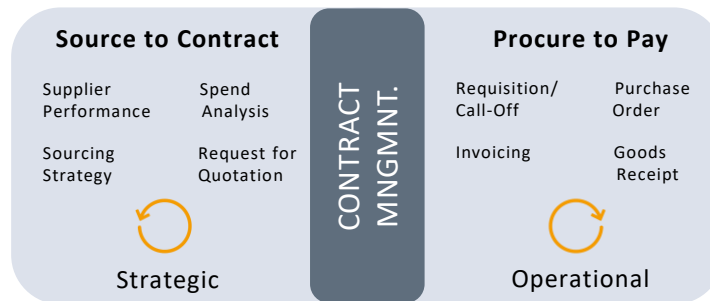 Source to Contract
Supplier
Performance
Spend
Analysis
Sourcing
Strategy
Request for
Quotation
Strategic
CONTRACT
MNGMNT.
Procure to Pay
Requisition/
Call-Off
Purchase
Order
Invoicing
Goods
Receipt
Operational